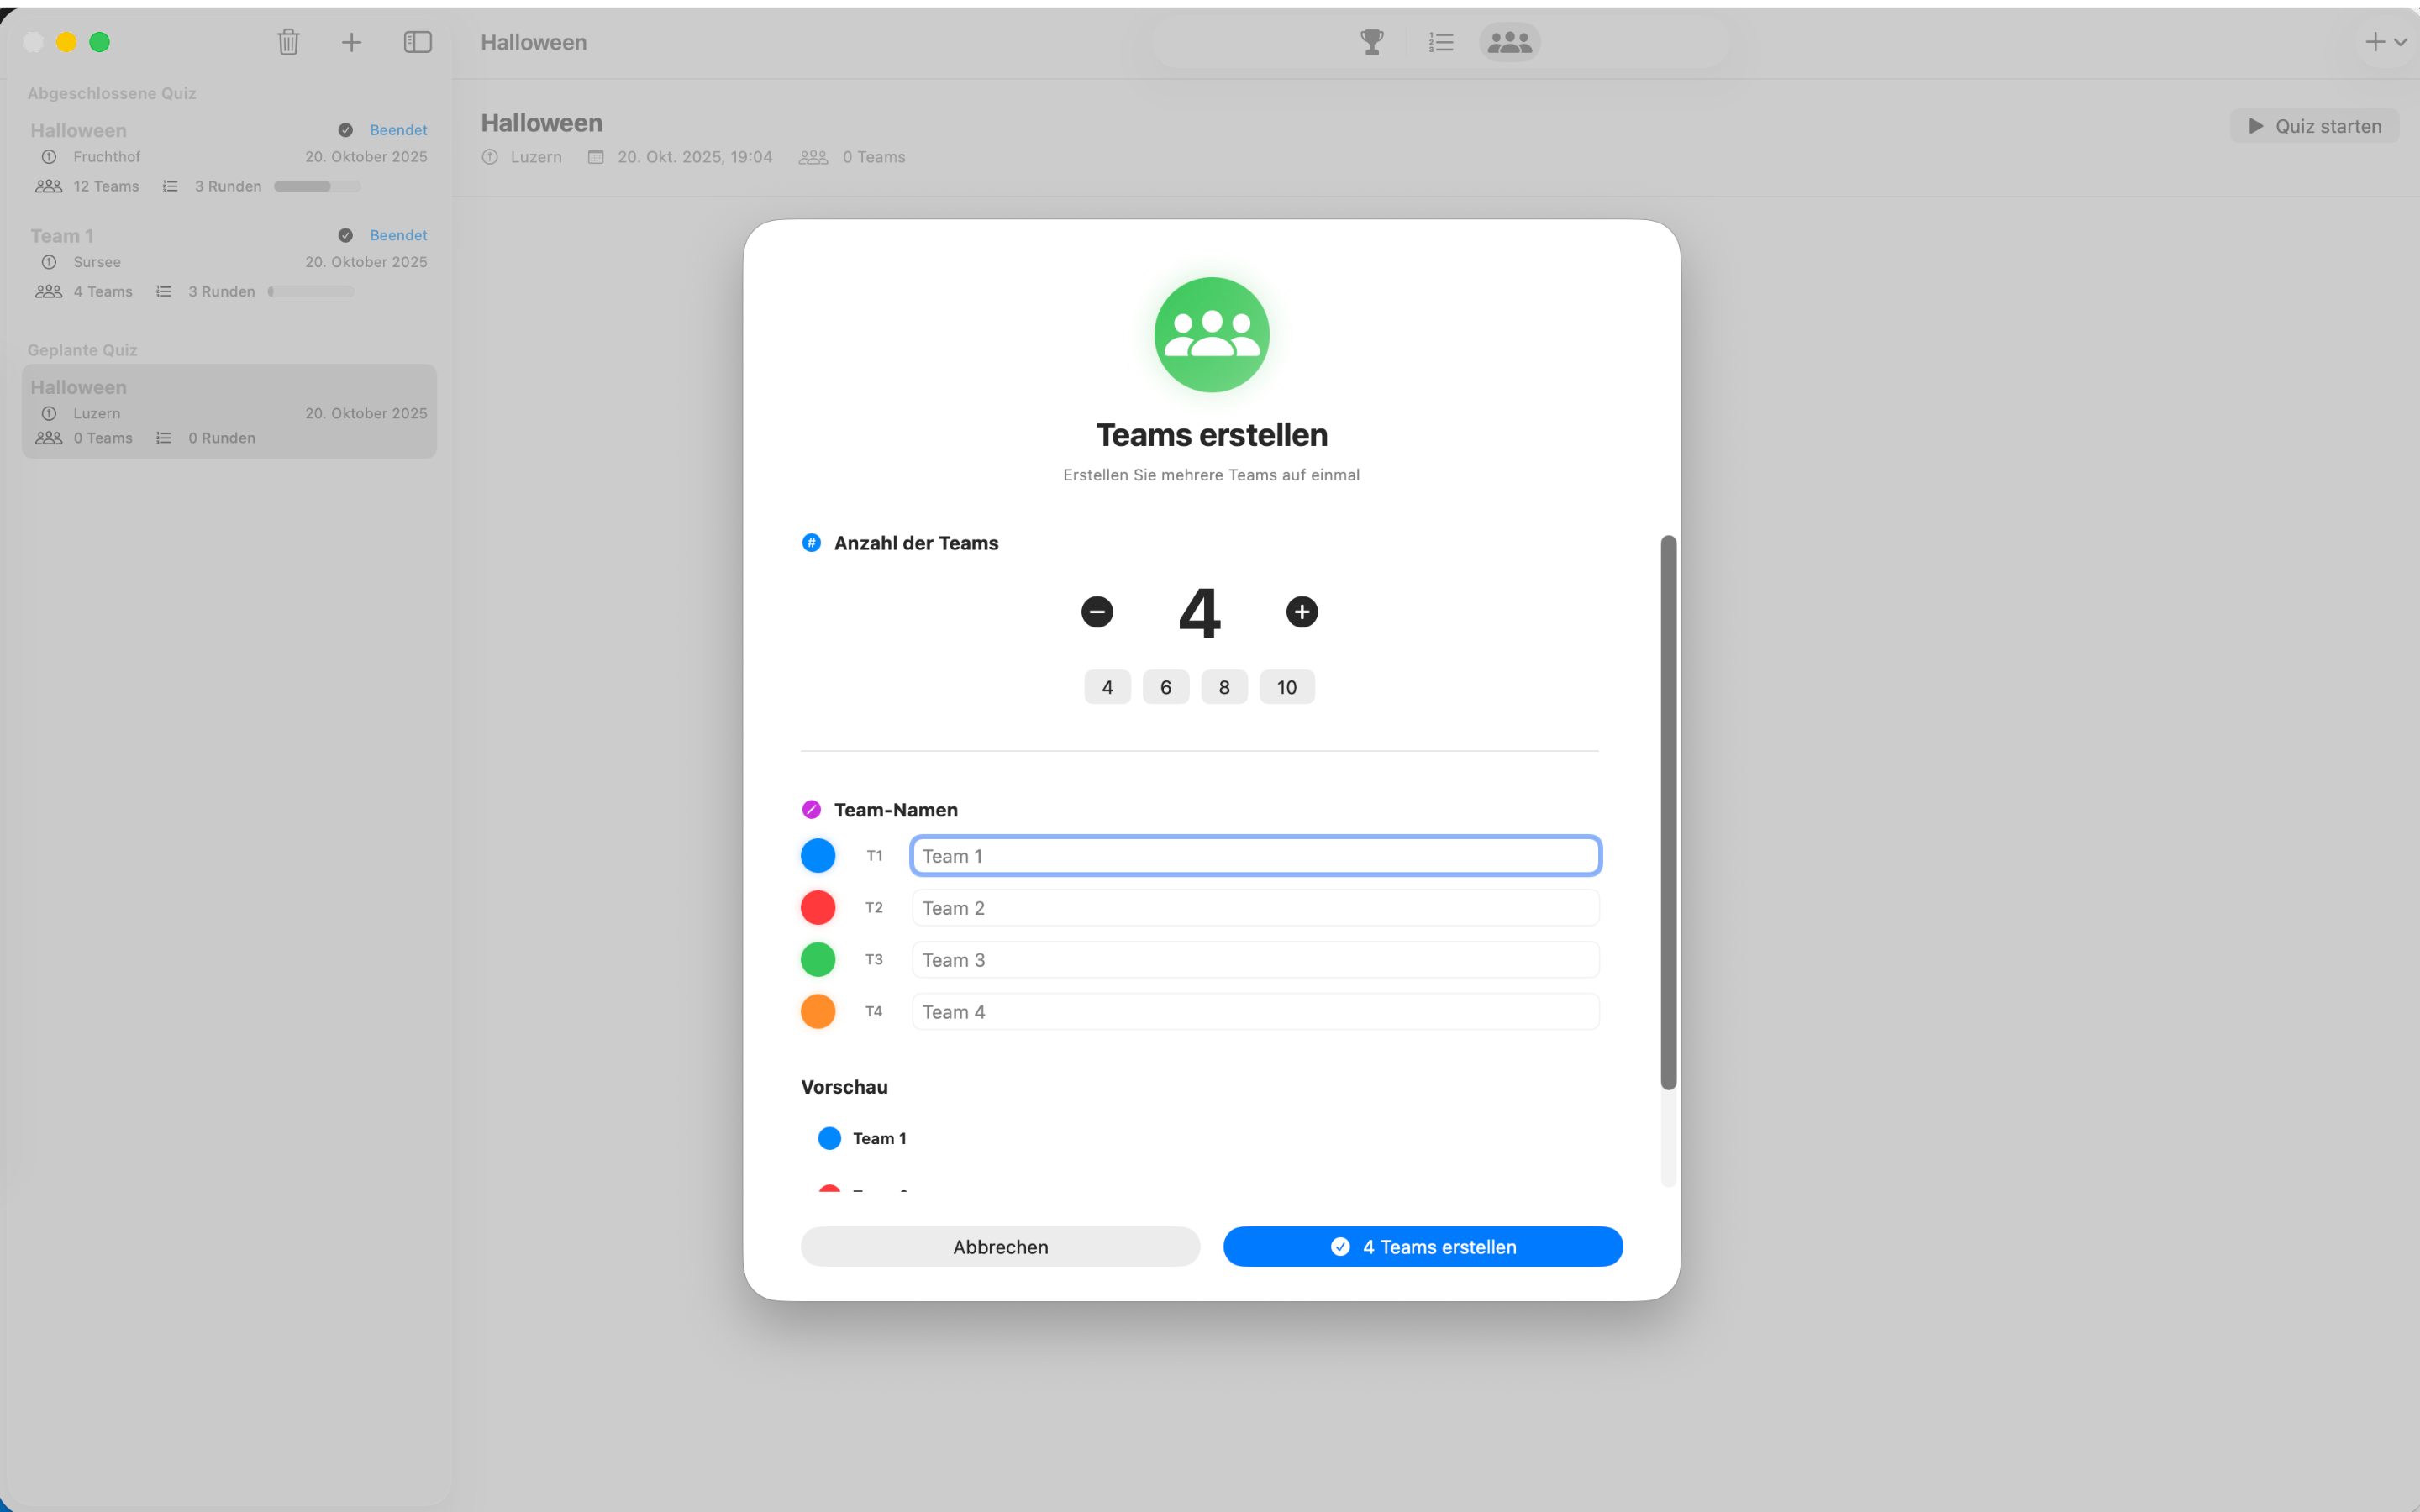 Halloween
Abgeschlossene Quiz
Halloween
Beendet
Fruchthof
20. Oktober 2025
12 Teams
3 Runden
Team 1
Beendet
Sursee
20. Oktober 2025
4 Teams
3 Runden
Geplante Quiz
Halloween
Luzern
20. Oktober 2025
0 Teams
0 Runden
Halloween
Luzern
20. Okt. 2025, 19:04
0 Teams
Quiz starten
Teams erstellen
Erstellen Sie mehrere Teams auf einmal
# Anzahl der Teams
4
4 6 8 10
Team-Namen
T1 Team 1
T2 Team 2
T3 Team 3
T4 Team 4
Vorschau
Team 1
Abbrechen
4 Teams erstellen